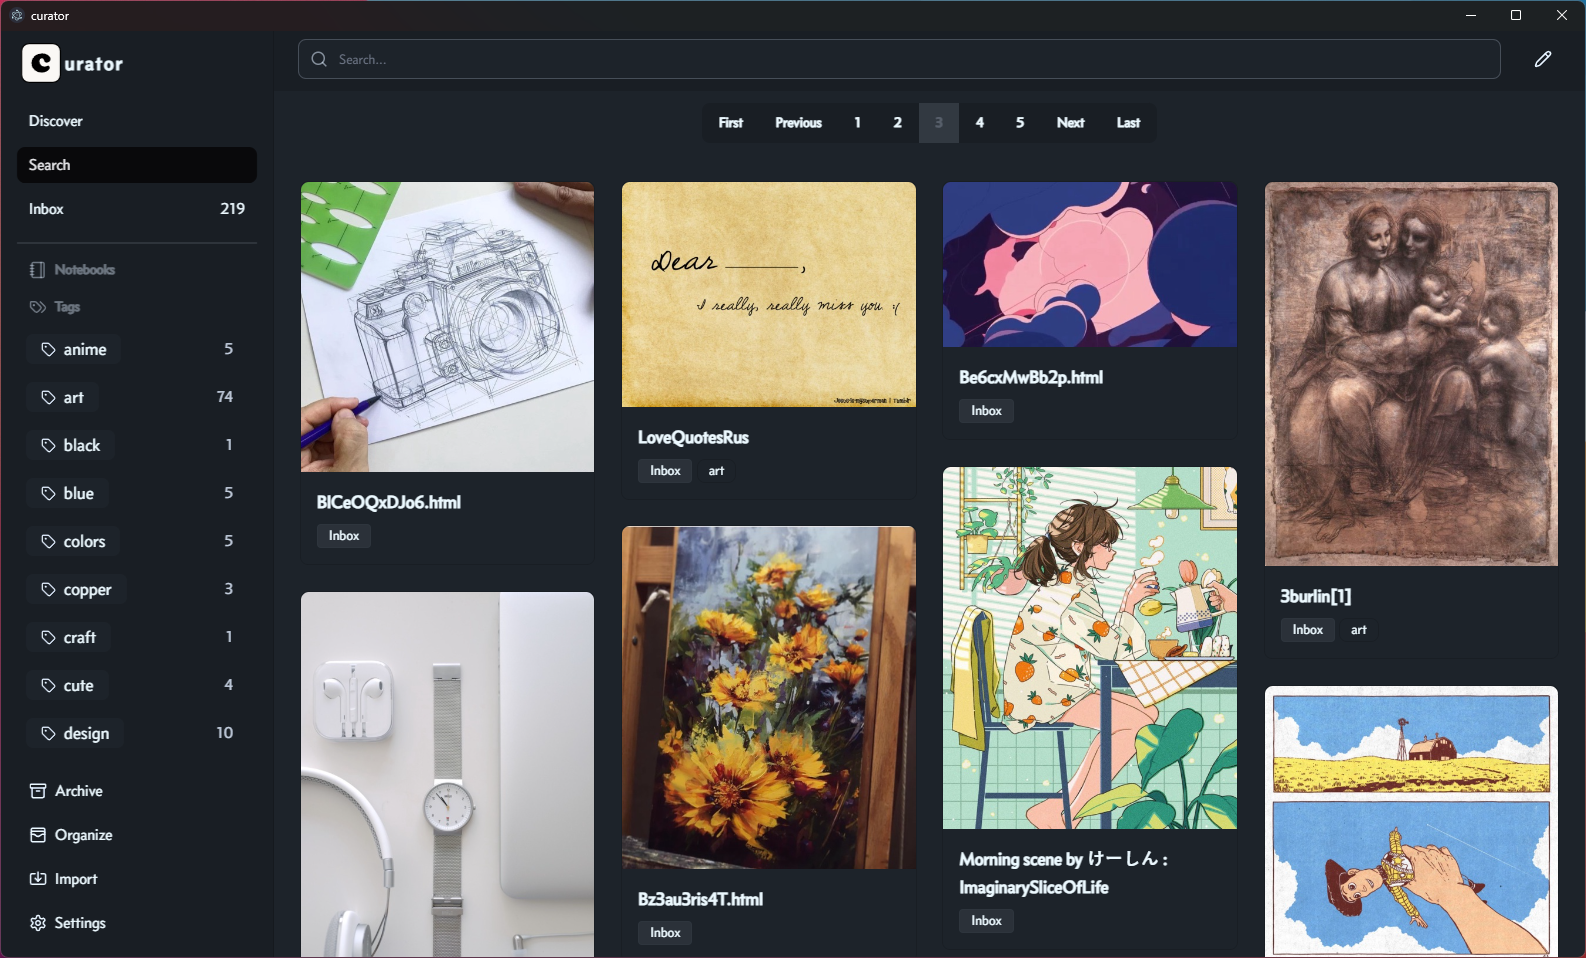 curator
curator
Search...
Discover
Search
Inbox 219
Notebooks
Tags
anime 5
art 74
black 1
blue 5
colors 5
copper 3
craft 1
cute 4
design 10
Archive
Organize
Import
Settings
First Previous 1 2 3 4 5 Next Last
BlCeOQxDJo6.html
Inbox
Dear ________,
I really, really miss you. :(
LoveQuotesRus
Inbox art
Bz3au3ris4T.html
Inbox
Be6cxMwBb2p.html
Inbox
Morning scene by けーしん :
ImaginarySliceOfLife
Inbox
3burlin[1]
Inbox art